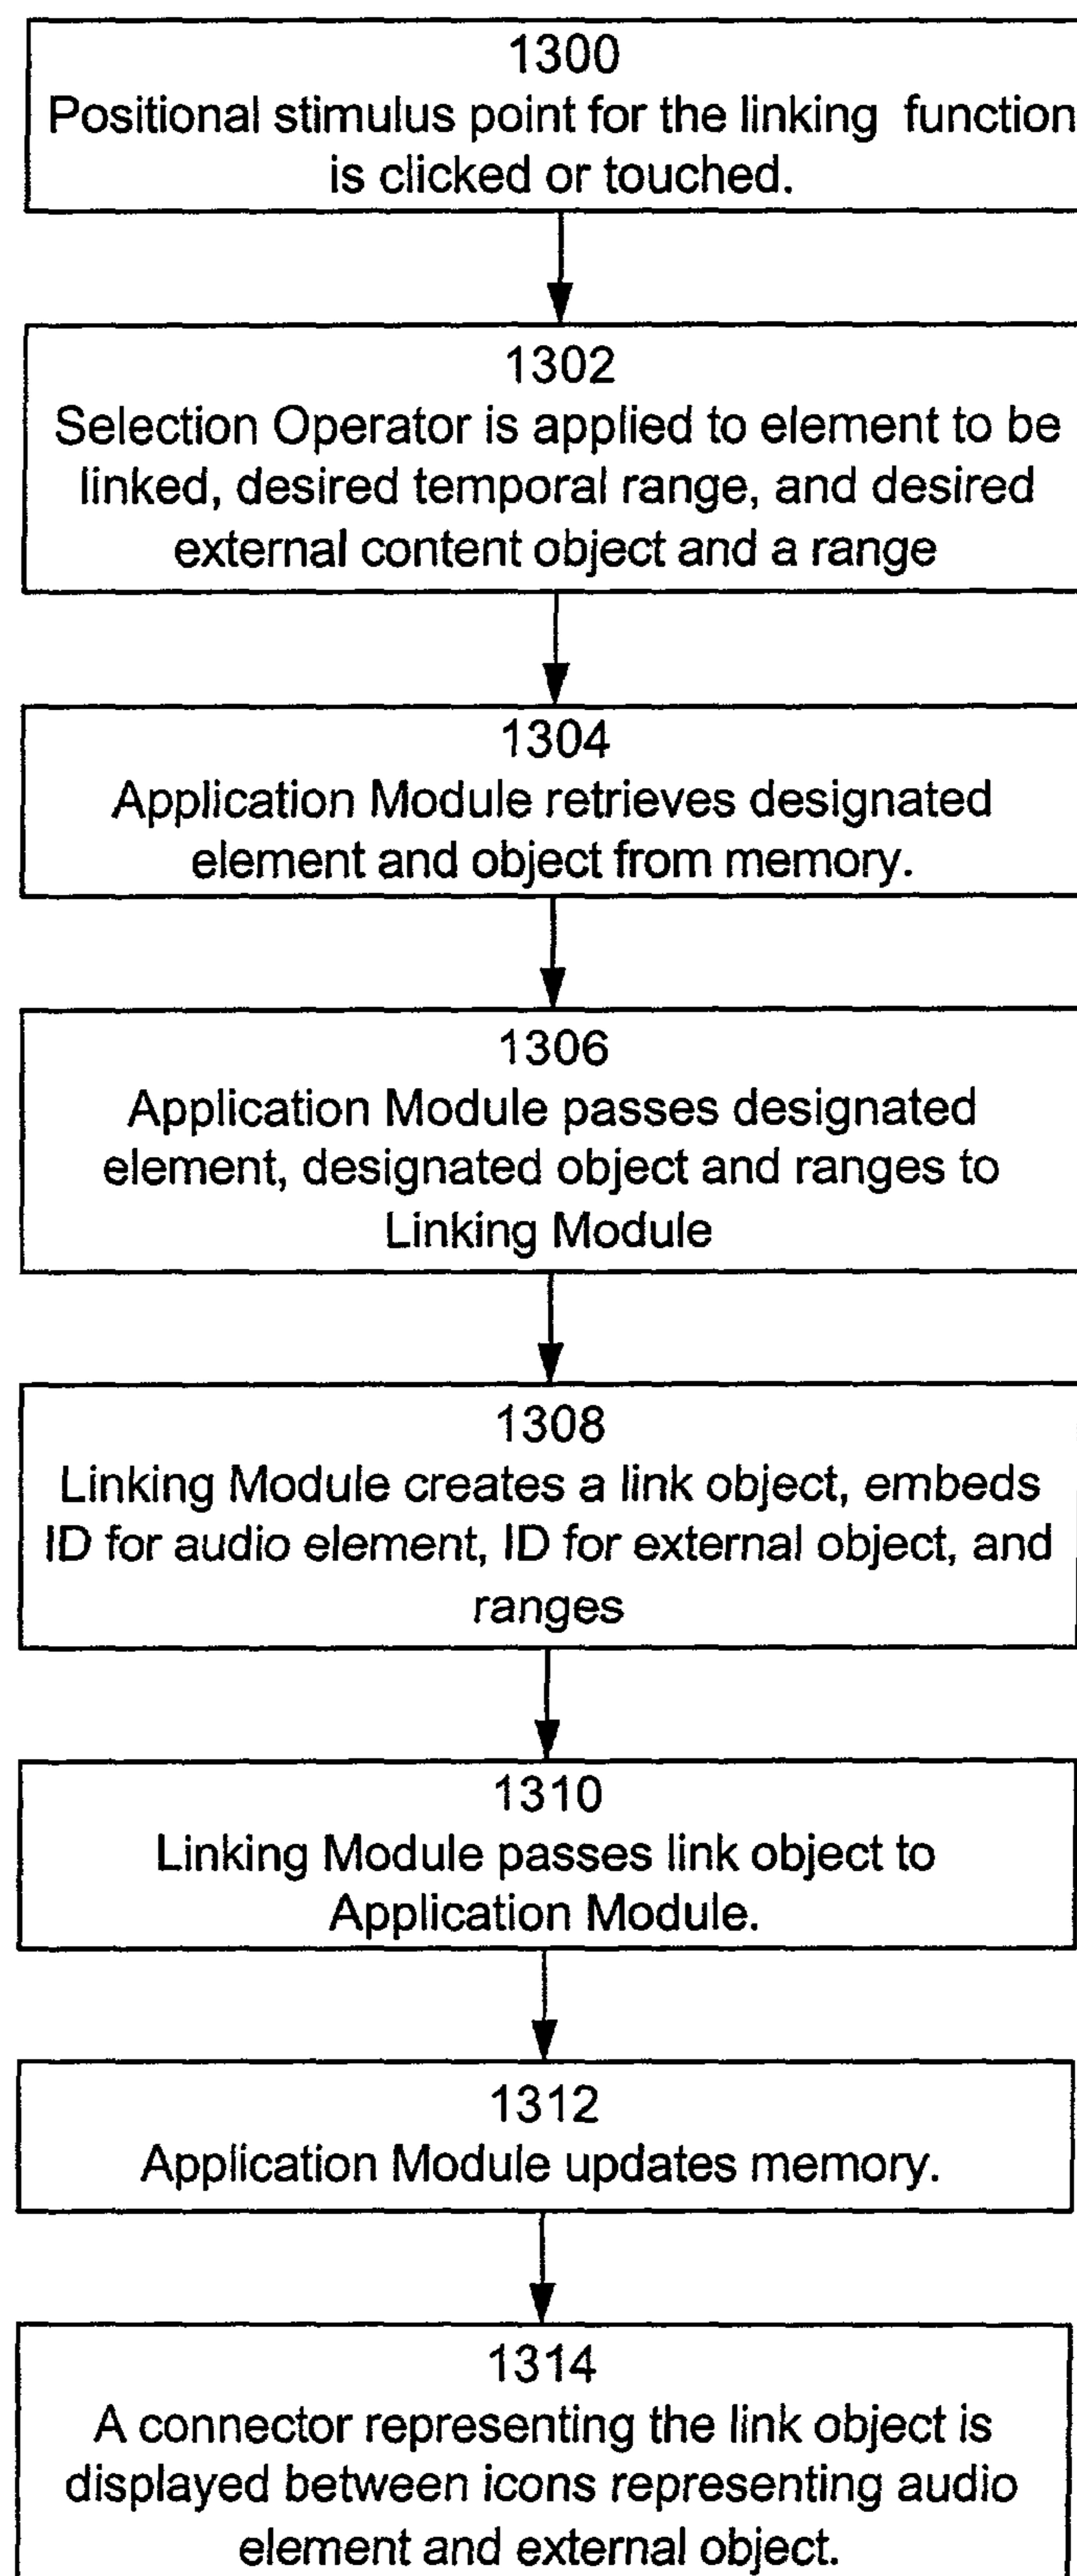 1300
Positional stimulus point for the linking function
is clicked or touched.
1302
Selection Operator is applied to element to be
linked, desired temporal range, and desired
external content object and a range
1304
Application Module retrieves designated
element and object from memory.
1306
Application Module passes designated
element, designated object and ranges to
Linking Module
1308
Linking Module creates a link object, embeds
ID for audio element, ID for external object, and
ranges
1310
Linking Module passes link object to
Application Module.
1312
Application Module updates memory.
1314
A connector representing the link object is
displayed between icons representing audio
element and external object.